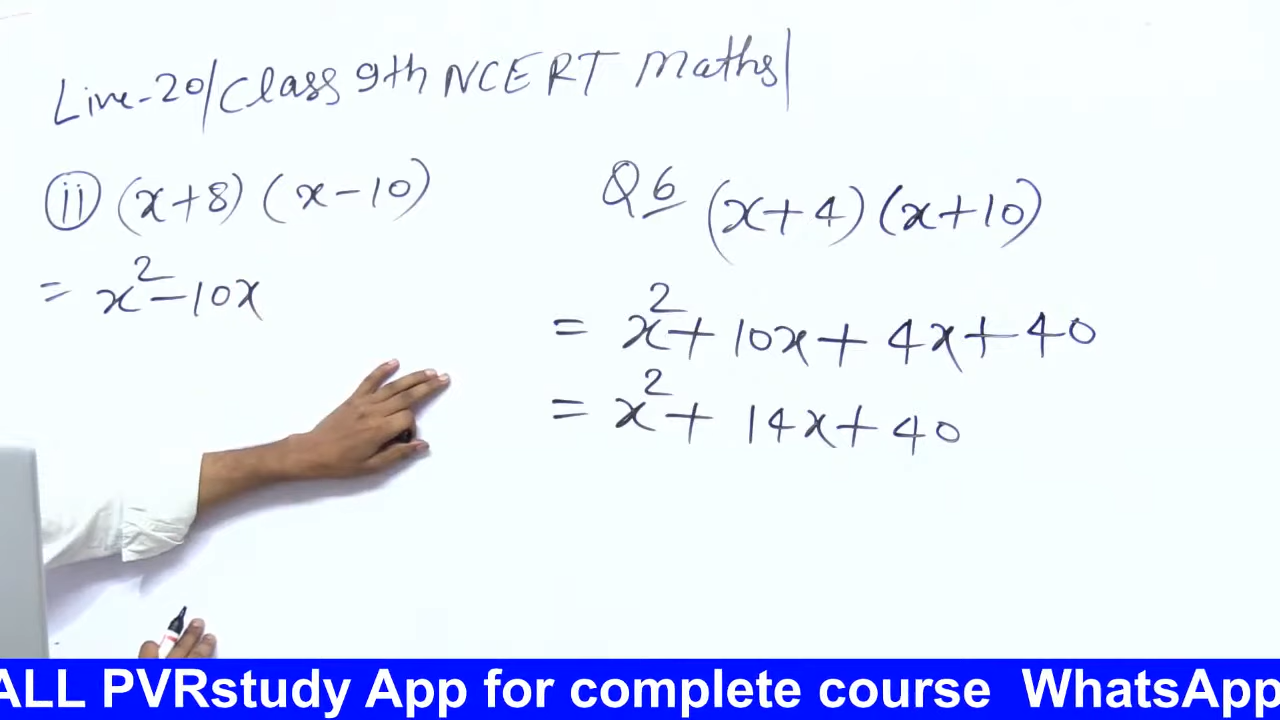 Live-20/Class 9th NCERT Maths|
ii (x+8) (x-10)
= x²-10x
Q6 (x+4) (x+10)
= x²+10x+4x+40
= x²+14x+40
ALL PVRstudy App for complete course WhatsApp